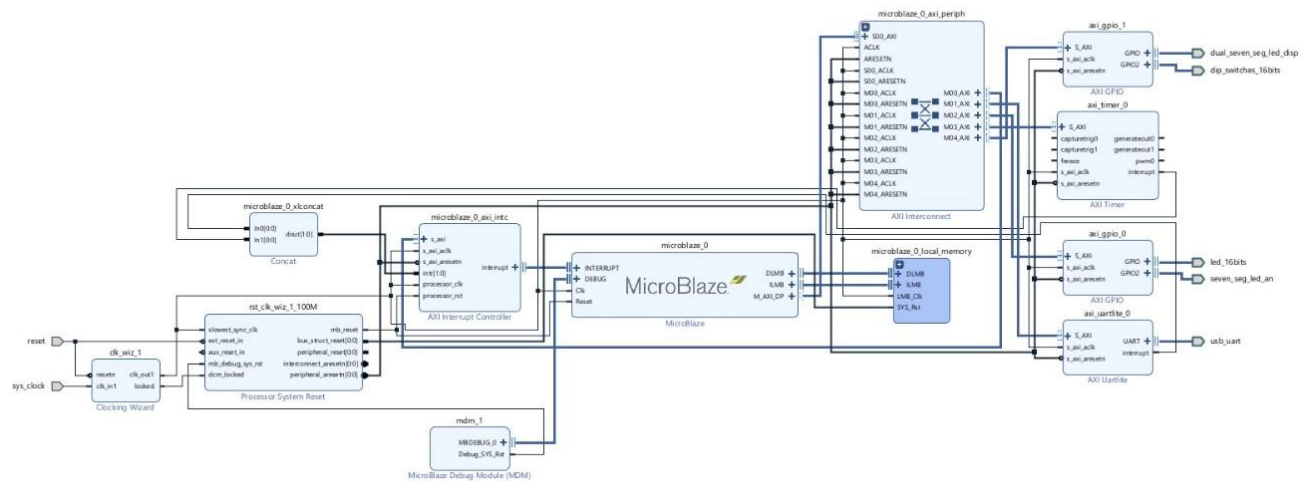 microblaze_0_axi_periph
S00_AXI
ACLK
ARESETN
S00_ACLK
S00_ARESETN
M00_ACLK
M00_ARESETN
M01_ACLK
M01_ARESETN
M02_ACLK
M02_ARESETN
M03_ACLK
M03_ARESETN
M04_ACLK
M04_ARESETN
M00_AXI
M01_AXI
M02_AXI
M03_AXI
M04_AXI
AXI Interconnect
axi_gpio_1
S_AXI
s_axi_aclk
s_axi_aresetn
GPIO
GPIO2
AXI GPIO
dual_seven_seg_led_disp
dip_switches_16bits
axi_timer_0
S_AXI
capturetrig0
capturetrig1
freeze
s_axi_aclk
s_axi_aresetn
generateout0
generateout1
pwm0
interrupt
AXI Timer
microblaze_0_xlconcat
In0[0:0]
In1[0:0]
dout[1:0]
Concat
microblaze_0_axi_intc
s_axi
s_axi_aclk
s_axi_aresetn
intr[1:0]
processor_clk
processor_rst
interrupt
AXI Interrupt Controller
microblaze_0
INTERRUPT
DEBUG
Clk
Reset
MicroBlaze
DLMB
ILMB
M_AXI_DP
MicroBlaze
microblaze_0_local_memory
DLMB
ILMB
LMB_Clk
SYS_Rst
axi_gpio_0
S_AXI
s_axi_aclk
s_axi_aresetn
GPIO
GPIO2
AXI GPIO
led_16bits
seven_seg_led_an
axi_uartlite_0
S_AXI
s_axi_aclk
s_axi_aresetn
UART
interrupt
AXI Uartlite
usb_uart
reset
sys_clock
clk_wiz_1
resetn
clk_in1
clk_out1
locked
Clocking Wizard
rst_clk_wiz_1_100M
slowest_sync_clk
ext_reset_in
aux_reset_in
mb_debug_sys_rst
dcm_locked
mb_reset
bus_struct_reset[0:0]
peripheral_reset[0:0]
interconnect_aresetn[0:0]
peripheral_aresetn[0:0]
Processor System Reset
mdm_1
MBDEBUG_0
Debug_SYS_Rst
MicroBlaze Debug Module (MDM)